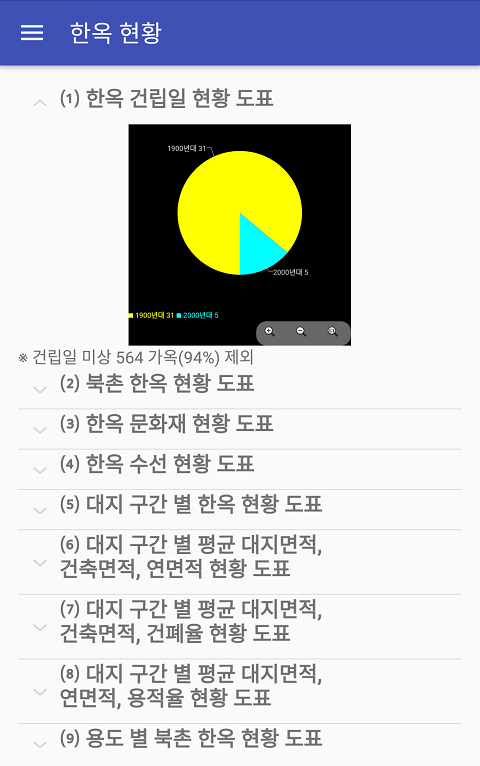 한옥 현황
(1) 한옥 건립일 현황 도표
1900년대 31
2000년대 5
1900년대 31 2000년대 5
※ 건립일 미상 564 가옥(94%) 제외
(2) 북촌 한옥 현황 도표
(3) 한옥 문화재 현황 도표
(4) 한옥 수선 현황 도표
(5) 대지 구간 별 한옥 현황 도표
(6) 대지 구간 별 평균 대지면적,
건축면적, 연면적 현황 도표
(7) 대지 구간 별 평균 대지면적,
건축면적, 건폐율 현황 도표
(8) 대지 구간 별 평균 대지면적,
연면적, 용적율 현황 도표
(9) 용도 별 북촌 한옥 현황 도표